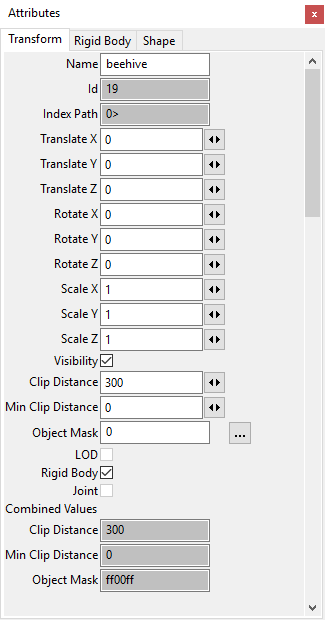 Attributes x
Transform Rigid Body Shape
Name beehive
Id 19
Index Path 0>
Translate X 0
Translate Y 0
Translate Z 0
Rotate X 0
Rotate Y 0
Rotate Z 0
Scale X 1
Scale Y 1
Scale Z 1
Visibility
Clip Distance 300
Min Clip Distance 0
Object Mask 0 ...
LOD
Rigid Body
Joint
Combined Values
Clip Distance 300
Min Clip Distance 0
Object Mask ff00ff